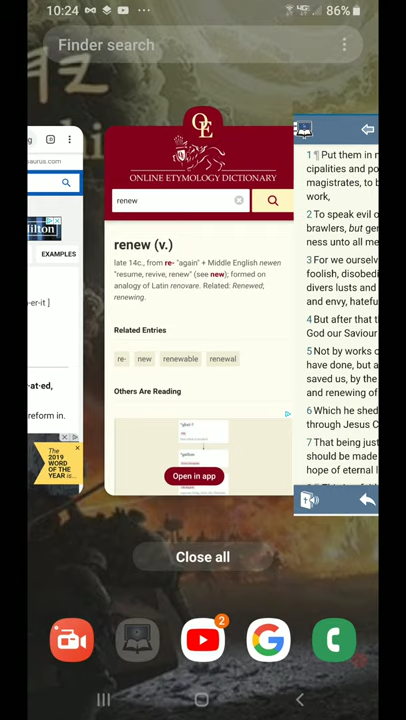 10:24
86%
Finder search
g
aurus.com
ilton
EXAMPLES
er-it ]
at·ed,
reform in.
THE
2019
WORD
OF THE
YEAR is...
OE
ONLINE ETYMOLOGY DICTIONARY
renew
renew (v.)
late 14c., from re- "again" + Middle English newen
"resume, revive, renew" (see new); formed on
analogy of Latin renovare. Related: Renewed;
renewing.
Related Entries
re-
new
renewable
renewal
Others Are Reading
Open in app
1 ¶ Put them in
cipalities and po
magistrates, to b
work,
2 To speak evil o
brawlers, but ge
ness unto all me
3 For we ourselv
foolish, disobedi
divers lusts and
and envy, hatefu
4 But after that t
God our Saviour
5 Not by works o
have done, but a
saved us, by the
and renewing of
6 Which he shed
through Jesus C
7 That being just
should be made
hope of eternal l
Close all
2